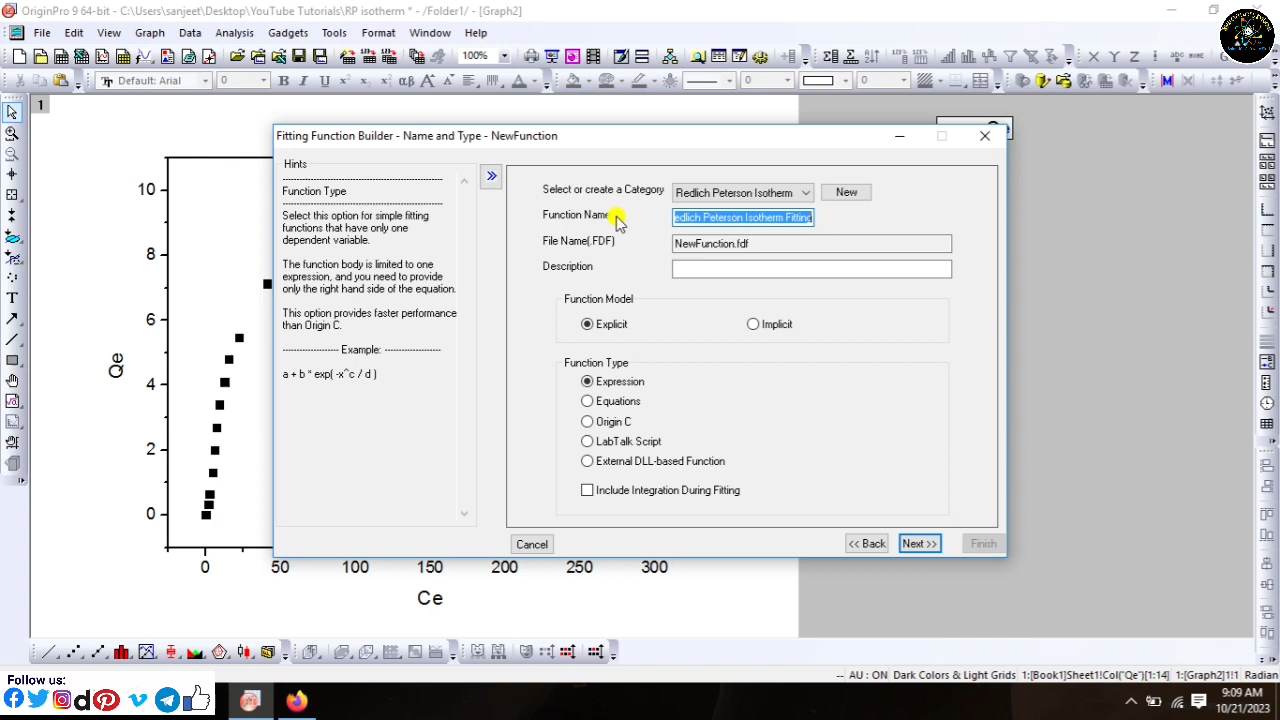 OriginPro 9 64-bit - C:\Users\sanjeet\Desktop\YouTube Tutorials\RP isotherm * - /Folder1/ - [Graph2]
File Edit View Graph Data Analysis Gadgets Tools Format Window Help
100%
Default: Arial 0 B I U 0 0
1
Fitting Function Builder - Name and Type - NewFunction
Hints
Function Type
Select this option for simple fitting
functions that have only one
dependent variable.
The function body is limited to one
expression, and you need to provide
only the right hand side of the equation.
This option provides faster performance
than Origin C.
Example:
a + b * exp( -x^c / d )
Select or create a Category Redlich Peterson Isotherm New
Function Name edlich Peterson Isotherm Fitting
File Name(.FDF) NewFunction.fdf
Description
Function Model
Explicit Implicit
Function Type
Expression
Equations
Origin C
LabTalk Script
External DLL-based Function
Include Integration During Fitting
Cancel << Back Next >> Finish
10
8
6
4
2
0
Qe
0 50 100 150 200 250 300
Ce
AU : ON Dark Colors & Light Grids 1:[Book1]Sheet1!Col("Qe")[1:14] 1:[Graph2]1!1 Radian
Follow us:
9:09 AM
10/21/2023